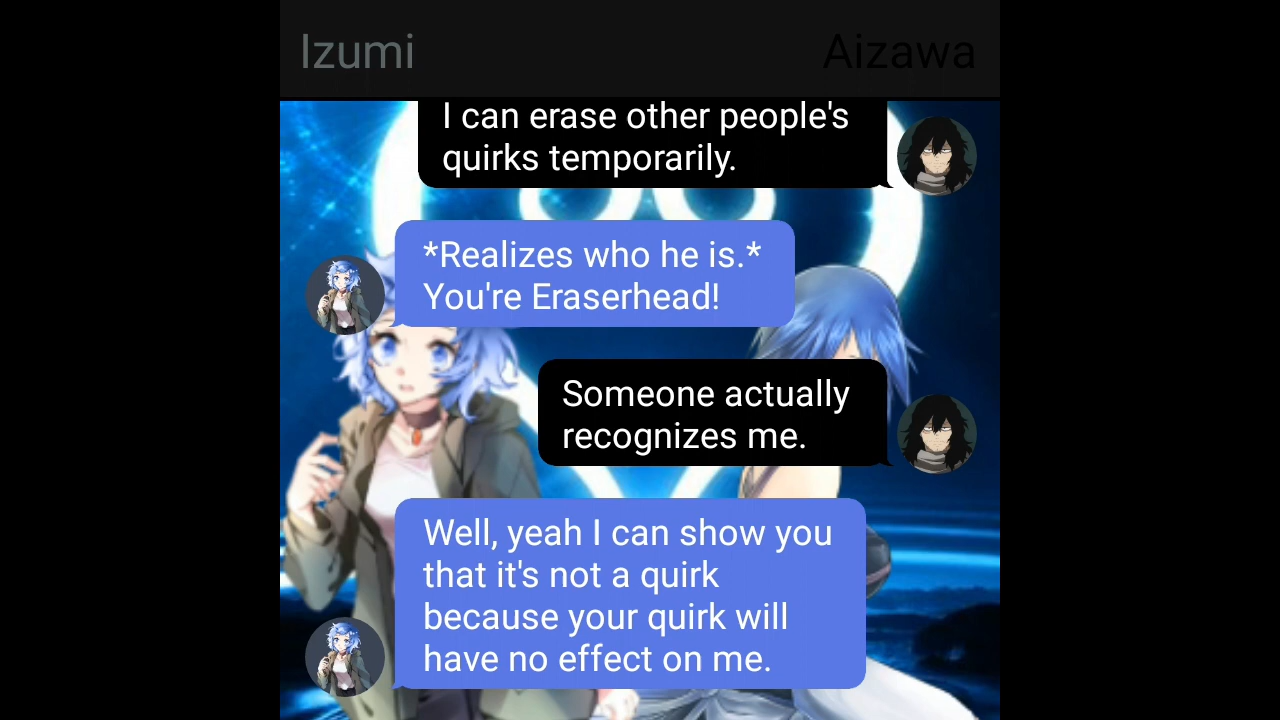 Izumi
Aizawa
I can erase other people's
quirks temporarily.
*Realizes who he is.*
You're Eraserhead!
Someone actually
recognizes me.
Well, yeah I can show you
that it's not a quirk
because your quirk will
have no effect on me.